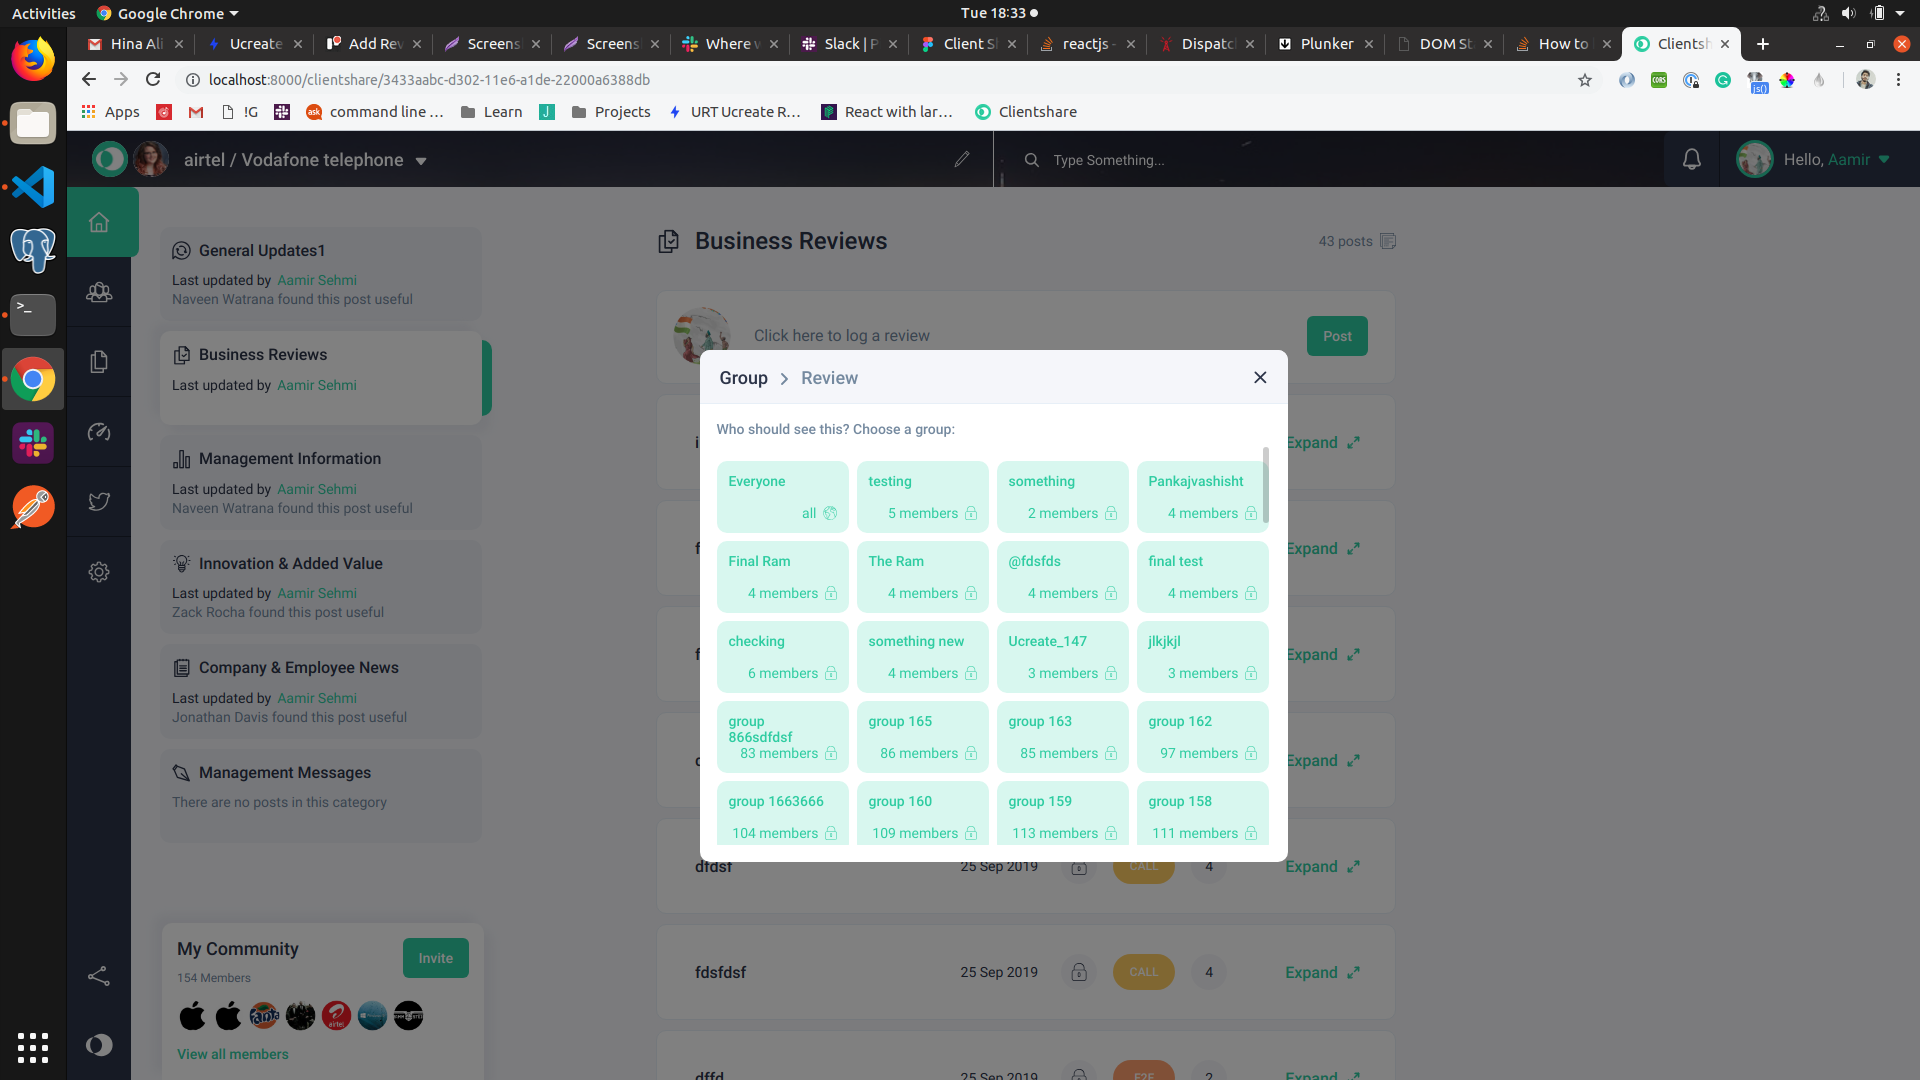 Activities
Google Chrome
Tue 18:33
Hina Ali
Ucreate
Add Rev
Screens
Screens
Where w
Slack | P
Client S
reactjs -
Dispatc
Plunker
DOM St
How to
Clientsh
localhost:8000/clientshare/3433aabc-d302-11e6-a1de-22000a6388db
Apps
!G
command line ...
Learn
Projects
URT Ucreate R...
React with lar...
Clientshare
airtel / Vodafone telephone
Type Something...
Hello, Aamir
General Updates1
Last updated by Aamir Sehmi
Naveen Watrana found this post useful
Business Reviews
Last updated by Aamir Sehmi
Management Information
Last updated by Aamir Sehmi
Naveen Watrana found this post useful
Innovation & Added Value
Last updated by Aamir Sehmi
Zack Rocha found this post useful
Company & Employee News
Last updated by Aamir Sehmi
Jonathan Davis found this post useful
Management Messages
There are no posts in this category
My Community
154 Members
Invite
View all members
Business Reviews
43 posts
Click here to log a review
Post
Group > Review
Who should see this? Choose a group:
Everyone
all
testing
5 members
something
2 members
Pankajvashisht
4 members
Final Ram
4 members
The Ram
4 members
@fdsfds
4 members
final test
4 members
checking
6 members
something new
4 members
Ucreate_147
3 members
jlkjkjl
3 members
group
866sdfdsf
83 members
group 165
86 members
group 163
85 members
group 162
97 members
group 1663666
104 members
group 160
109 members
group 159
113 members
group 158
111 members
Expand
Expand
Expand
Expand
dfdsf 25 Sep 2019 CALL 4 Expand
fdsfdsf 25 Sep 2019 CALL 4 Expand
dffd 25 Sep 2019 F2F 2 Expand